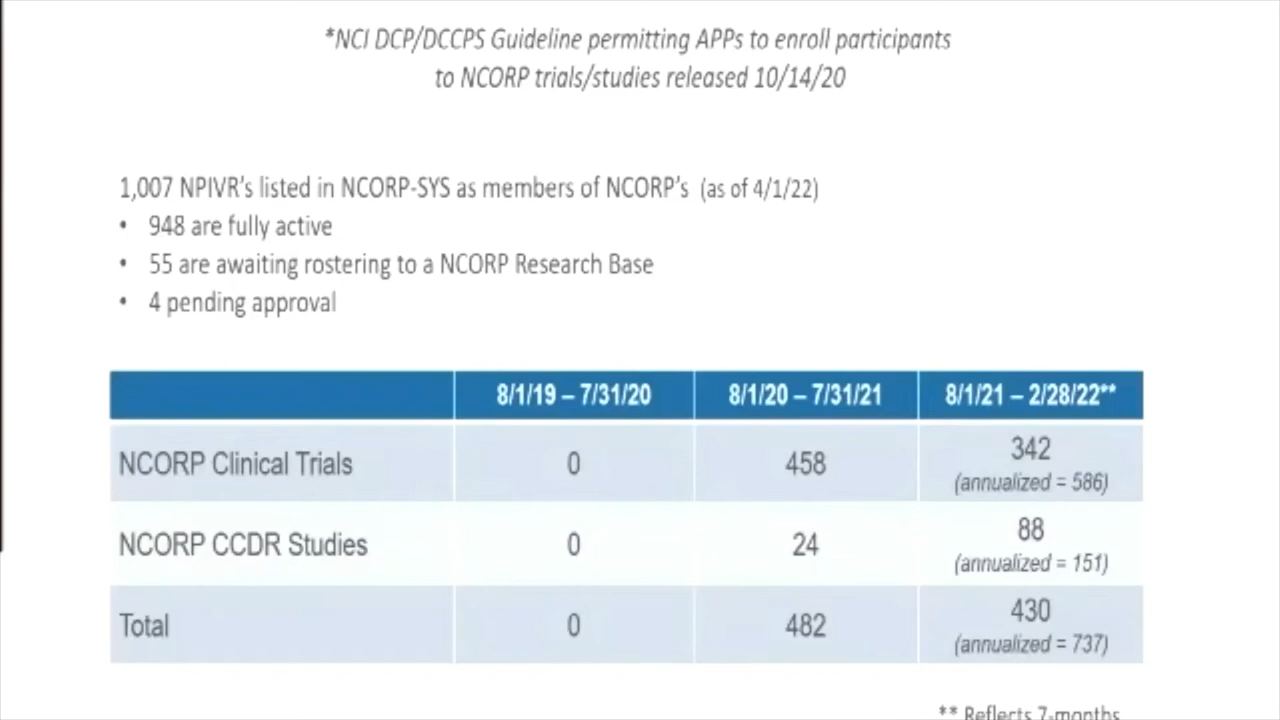 *NCI DCP/DCCPS Guideline permitting APPs to enroll participants
to NCORP trials/studies released 10/14/20
1,007 NPIVR's listed in NCORP-SYS as members of NCORP's (as of 4/1/22)
• 948 are fully active
• 55 are awaiting rostering to a NCORP Research Base
• 4 pending approval
8/1/19 – 7/31/20 8/1/20 – 7/31/21 8/1/21 – 2/28/22**
NCORP Clinical Trials 0 458 342
(annualized = 586)
NCORP CCDR Studies 0 24 88
(annualized = 151)
Total 0 482 430
(annualized = 737)
** Reflects 7-months